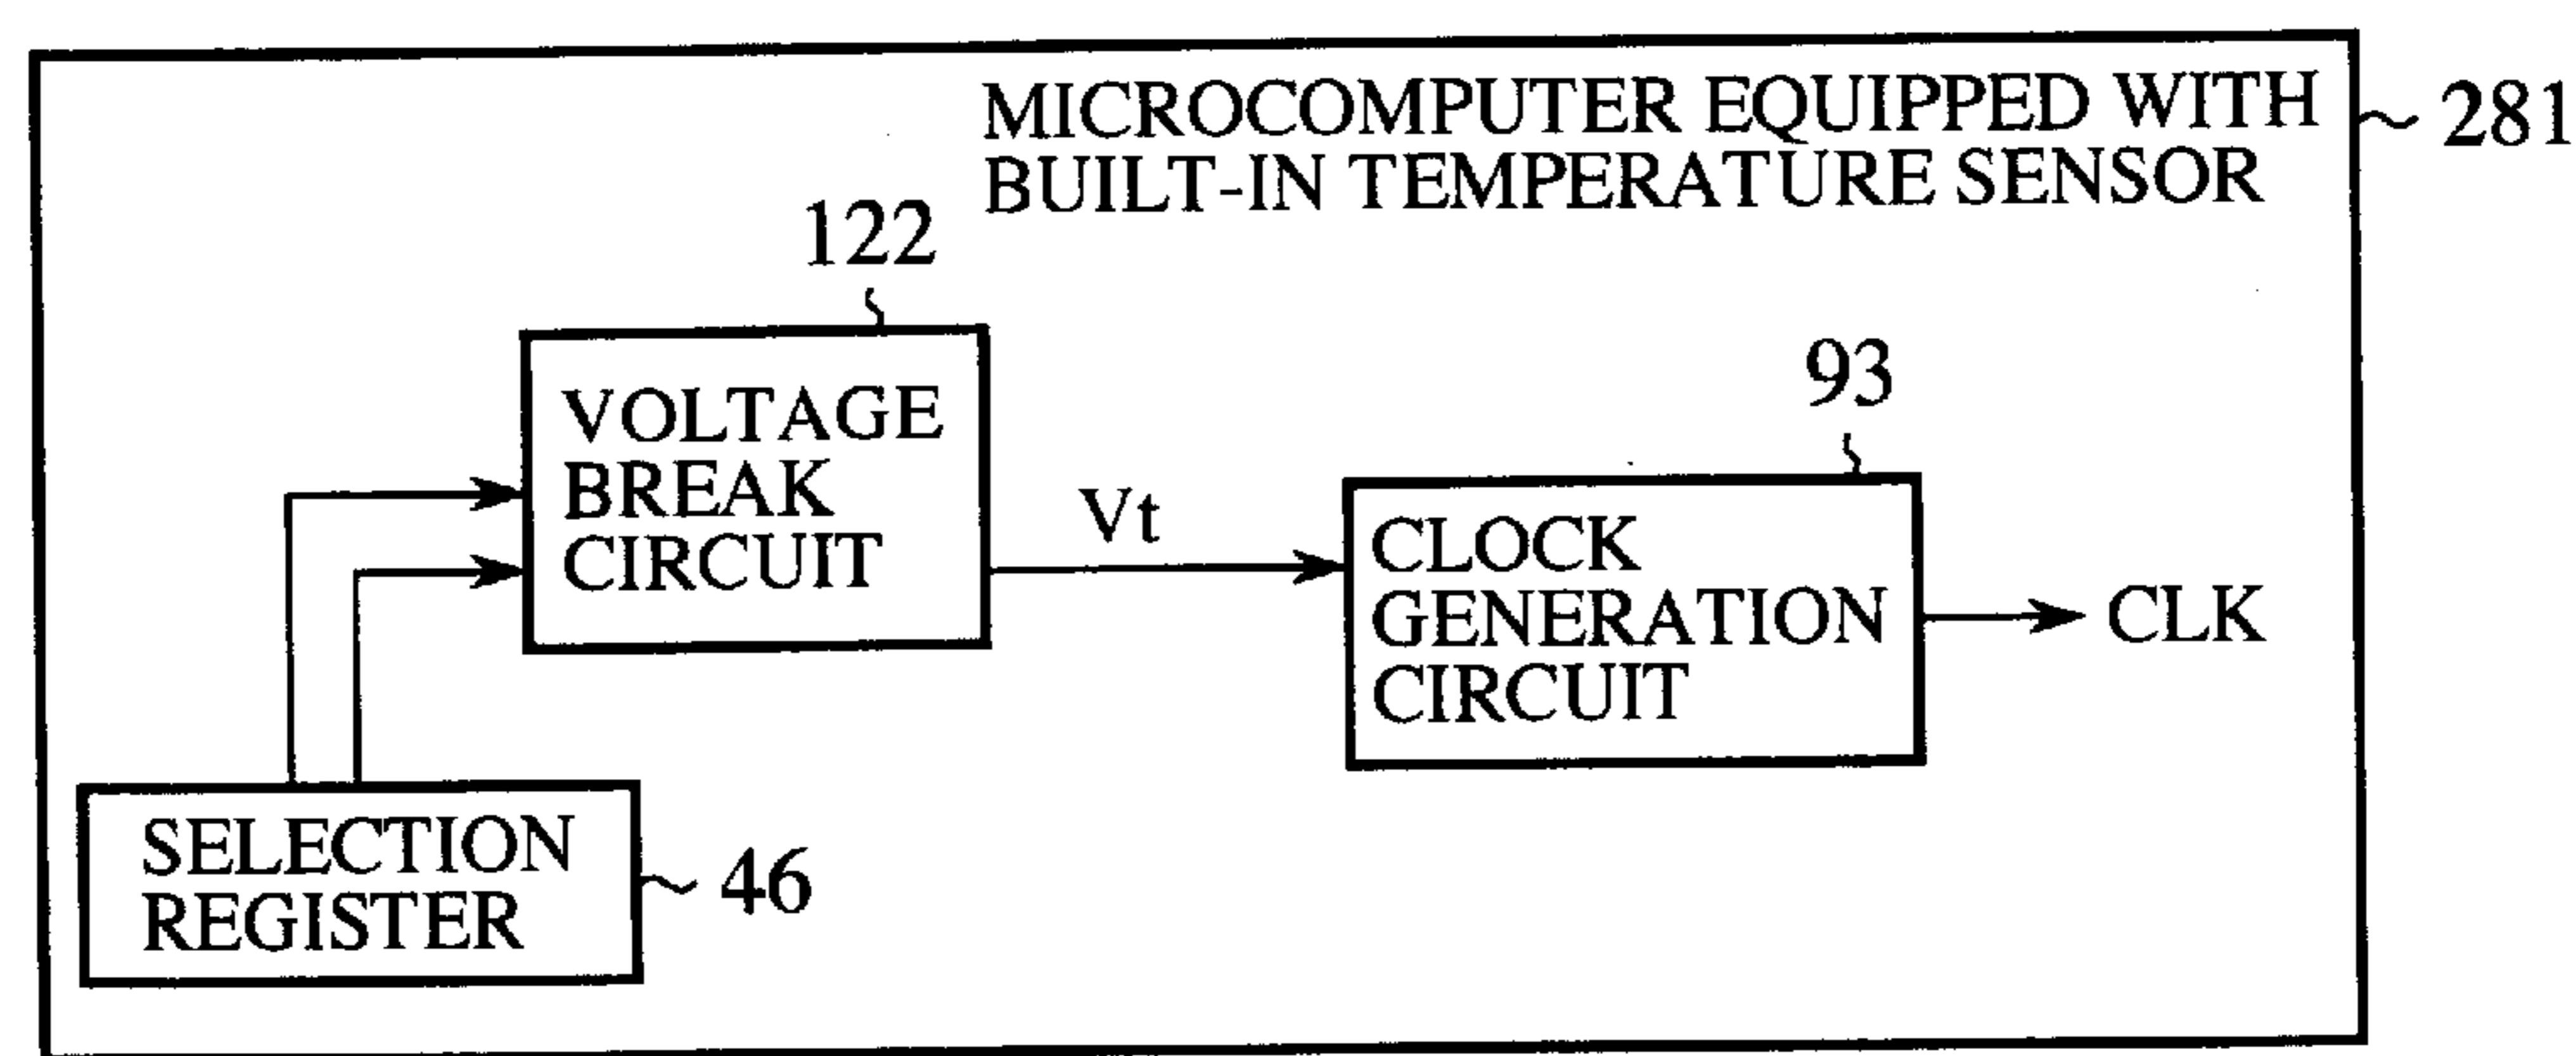 MICROCOMPUTER EQUIPPED WITH
BUILT-IN TEMPERATURE SENSOR
281
122
VOLTAGE
BREAK
CIRCUIT
Vt
93
CLOCK
GENERATION
CIRCUIT
CLK
SELECTION
REGISTER
46